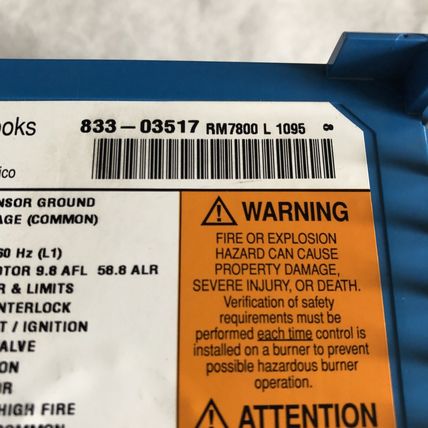 ooks 833-03517 RM7800 L 1095 8
ico
NSOR GROUND
AGE (COMMON)
60 Hz (L1)
OTOR 9.8 AFL 58.8 ALR
R & LIMITS
NTERLOCK
T / IGNITION
ALVE
ION
OR
HIGH FIRE
COMMON
WARNING
FIRE OR EXPLOSION
HAZARD CAN CAUSE
PROPERTY DAMAGE,
SEVERE INJURY, OR DEATH.
Verification of safety
requirements must be
performed each time control is
installed on a burner to prevent
possible hazardous burner
operation.
ATTENTION